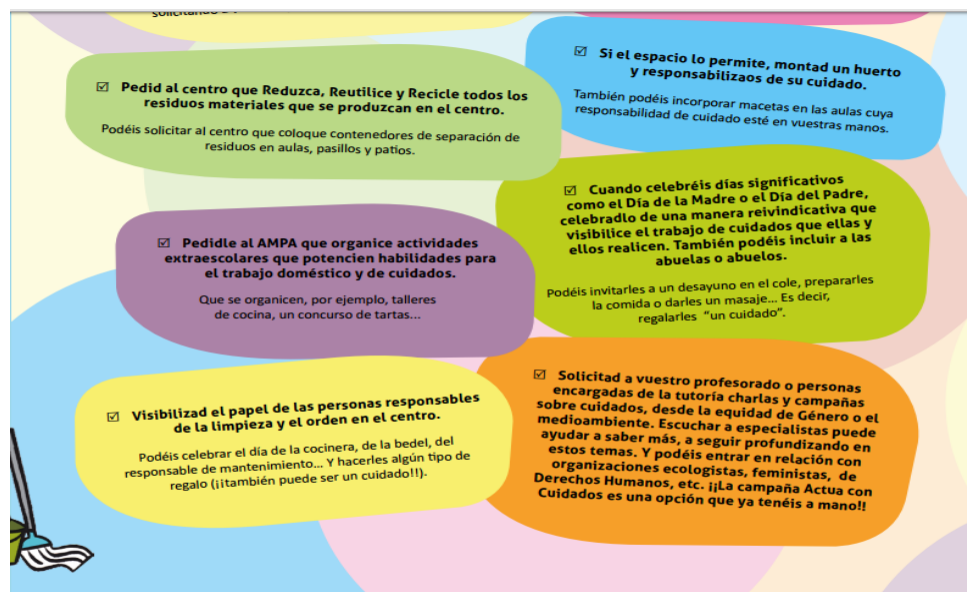 ☑ Pedid al centro que Reduzca, Reutilice y Recicle todos los
residuos materiales que se produzcan en el centro.
Podéis solicitar al centro que coloque contenedores de separación de
residuos en aulas, pasillos y patios.
☑ Si el espacio lo permite, montad un huerto
y responsabilizaos de su cuidado.
También podéis incorporar macetas en las aulas cuya
responsabilidad de cuidado esté en vuestras manos.
☑ Cuando celebréis días significativos
como el Día de la Madre o el Día del Padre,
celebradlo de una manera reivindicativa que
visibilice el trabajo de cuidados que ellas y
ellos realicen. También podéis incluir a las
abuelas o abuelos.
Podéis invitarles a un desayuno en el cole, prepararles
la comida o darles un masaje... Es decir,
regalarles “un cuidado”.
☑ Pedidle al AMPA que organice actividades
extraescolares que potencien habilidades para
el trabajo doméstico y de cuidados.
Que se organicen, por ejemplo, talleres
de cocina, un concurso de tartas...
☑ Visibilizad el papel de las personas responsables
de la limpieza y el orden en el centro.
Podéis celebrar el día de la cocinera, de la bedel, del
responsable de mantenimiento... Y hacerles algún tipo de
regalo (¡¡también puede ser un cuidado!!).
☑ Solicitad a vuestro profesorado o personas
encargadas de la tutoría charlas y campañas
sobre cuidados, desde la equidad de Género o el
medioambiente. Escuchar a especialistas puede
ayudar a saber más, a seguir profundizando en
estos temas. Y podéis entrar en relación con
organizaciones ecologistas, feministas, de
Derechos Humanos, etc. ¡¡La campaña Actua con
Cuidados es una opción que ya tenéis a mano!!